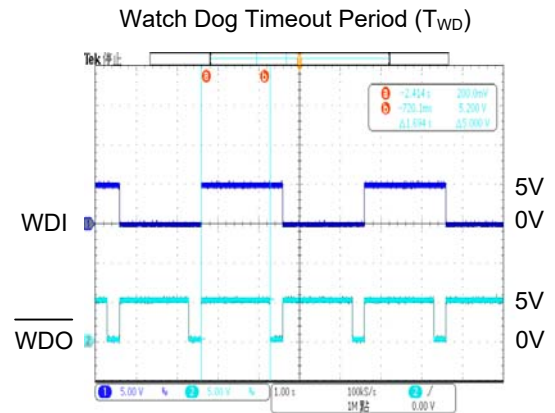 Watch Dog Timeout Period (TWD)
Tek 停止
a b
a -2.414 s 200.0mV
b -720.1ms 5.200 V
Δ1.694 s Δ5.000 V
WDI
5V
0V
WDO
5V
0V
1 5.00 V 2 5.00 V 1.00 s 100kS/s 2 /
1M 點 0.00 V